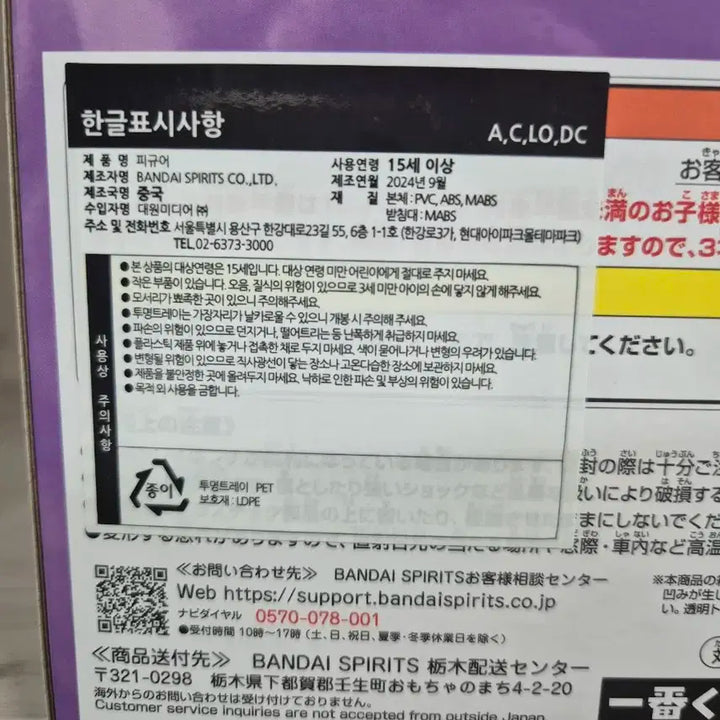 한글표시사항
A,C,LO,DC
제 품 명 피규어
제조자명 BANDAI SPIRITS CO.,LTD.
제조국명 중국
수입자명 대원미디어 ㈜
사용연령 15세 이상
제조연월 2024년 9월
재 질 본체 : PVC, ABS, MABS
받침대 : MABS
주소 및 전화번호 서울특별시 용산구 한강대로23길 55, 6층 1-1호 (한강로3가, 현대아이파크몰테마파크)
TEL.02-6373-3000
사용상 주의사항
●본 상품의 대상연령은 15세입니다. 대상 연령 미만 어린이에게 절대로 주지 마세요.
●작은 부품이 있습니다. 오음, 질식의 위험이 있으므로 3세 미만 아이의 손에 닿지 않게 해주세요.
●모서리가 뾰족한 곳이 있으니 주의해주세요.
●투명트레이는 가장자리가 날카로울 수 있으니 개봉 시 주의해 주세요.
●파손의 위험이 있으므로 던지거나, 떨어트리는 등 난폭하게 취급하지 마세요.
●플라스틱 제품 위에 놓거나 접촉한 채로 두지 마세요. 색이 묻어나거나 변형의 우려가 있습니다.
●변형될 위험이 있으므로 직사광선이 닿는 장소나 고온다습한 장소에 보관하지 마세요.
●제품을 불안정한 곳에 올려두지 마세요. 낙하로 인한 파손 및 부상의 위험이 있습니다.
●목적 외 사용을 금합니다.
종이
투명트레이 PET
보호재 : LDPE
お客
満のお子様
ますので、3
ください。
封の際は十分ご
扱いにより破損する
まにしないでくだ
窓際・車内など高温
≪お問い合わせ先≫ BANDAI SPIRITSお客様相談センター
Web https://support.bandaispirits.co.jp
ナビダイヤル 0570-078-001
●受付時間 10時～17時（土、日、祝日、夏季・冬季休業日を除く）
≪商品送付先≫ BANDAI SPIRITS 栃木配送センター
〒321-0298 栃木県下都賀郡壬生町おもちゃのまち4-2-20
海外からのお問い合わせは受け付けておりません。
Customer service inquiries are not accepted from outside Japan
※本商品の
凹みが生
い。透明ト
一番く